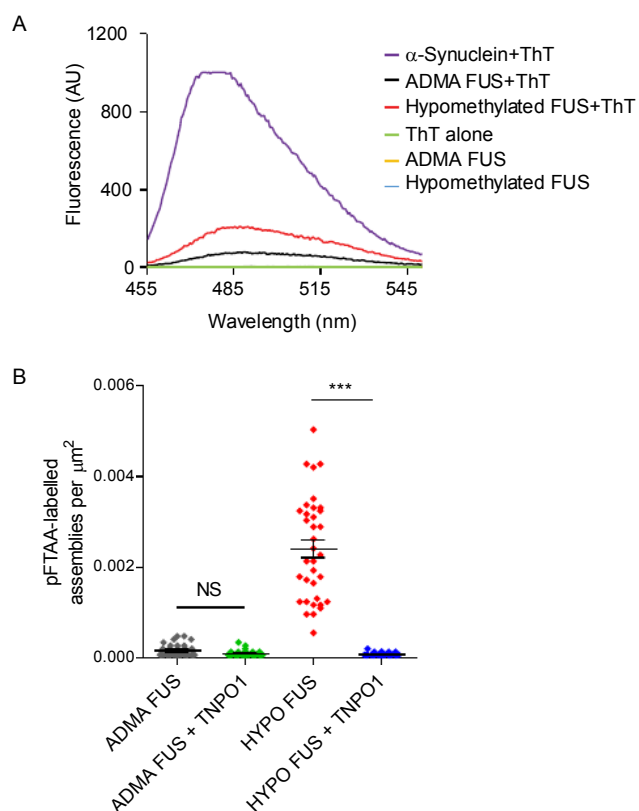 A
1200
1000
800
400
0
Fluorescence (AU)
455
485
515
545
Wavelength (nm)
α-Synuclein+ThT
ADMA FUS+ThT
Hypomethylated FUS+ThT
ThT alone
ADMA FUS
Hypomethylated FUS
B
0.006
0.004
0.002
0.000
pFTAA-labelled
assemblies per μm²
NS
***
ADMA FUS
ADMA FUS + TNPO1
HYPO FUS
HYPO FUS + TNPO1